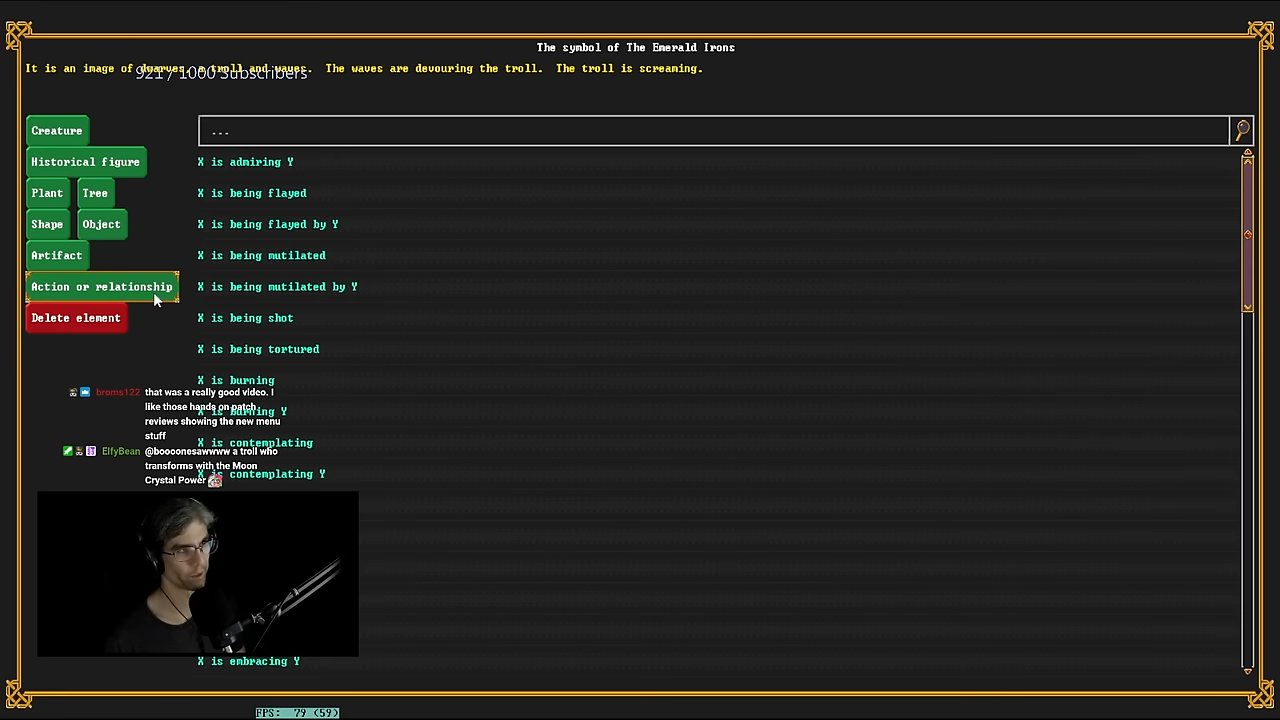 The symbol of The Emerald Irons
It is an image of dwarves, a troll and waves.  The waves are devouring the troll.  The troll is screaming.
921 / 1000 Subscribers
Creature
...
Historical figure
X is admiring Y
Plant
Tree
X is being flayed
Shape
Object
X is being flayed by Y
Artifact
X is being mutilated
Action or relationship
X is being mutilated by Y
Delete element
X is being shot
X is being tortured
X is burning
X is burning Y
X is contemplating
X is contemplating Y
broms122 that was a really good video. I
like those hands on patch
reviews showing the new menu
stuff
ElfyBean @boooonesawwww a troll who
transforms with the Moon
Crystal Power
X is embracing Y
FPS: 79 (59)